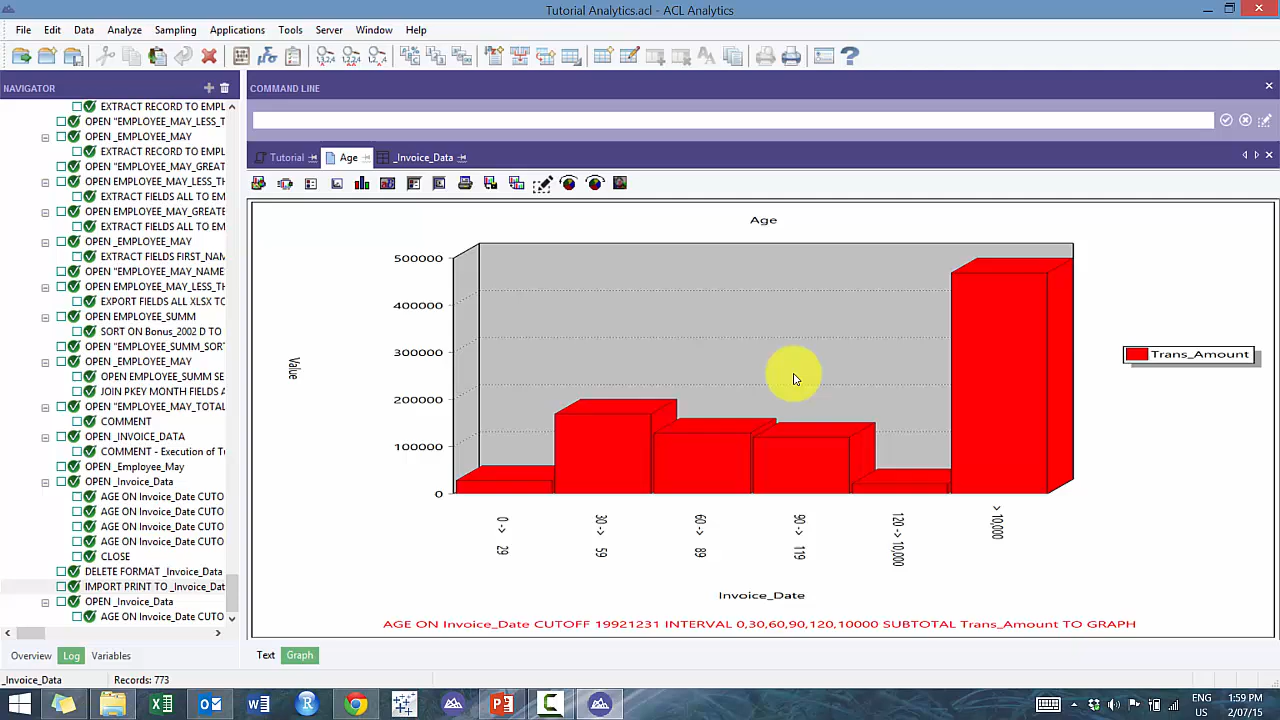 Tutorial Analytics.acl - ACL Analytics
File Edit Data Analyze Sampling Applications Tools Server Window Help
NAVIGATOR
COMMAND LINE
EXTRACT RECORD TO EMPL
OPEN "EMPLOYEE_MAY_LESS_T
OPEN _EMPLOYEE_MAY
EXTRACT RECORD TO EMPL
OPEN "EMPLOYEE_MAY_GREAT
OPEN EMPLOYEE_MAY_LESS_TH
EXTRACT FIELDS ALL TO EM
OPEN EMPLOYEE_MAY_GREATE
EXTRACT FIELDS ALL TO EM
OPEN _EMPLOYEE_MAY
EXTRACT FIELDS FIRST_NAM
OPEN "EMPLOYEE_MAY_NAMES
OPEN EMPLOYEE_MAY_LESS_TH
EXPORT FIELDS ALL XLSX TO
OPEN EMPLOYEE_SUMM
SORT ON Bonus_2002 D TO
OPEN "EMPLOYEE_SUMM_SORT
OPEN _EMPLOYEE_MAY
OPEN EMPLOYEE_SUMM SE
JOIN PKEY MONTH FIELDS A
OPEN "EMPLOYEE_MAY_TOTAL
COMMENT
OPEN _INVOICE_DATA
COMMENT - Execution of T
OPEN _Employee_May
OPEN _Invoice_Data
AGE ON Invoice_Date CUTO
AGE ON Invoice_Date CUTO
AGE ON Invoice_Date CUTO
AGE ON Invoice_Date CUTO
CLOSE
DELETE FORMAT _Invoice_Data
IMPORT PRINT TO _Invoice_Dat
OPEN _Invoice_Data
AGE ON Invoice_Date CUTO
Overview Log Variables
Tutorial Age _Invoice_Data
Age
500000
400000
300000
200000
100000
0
Value
Trans_Amount
0 -> 29
30 -> 59
60 -> 89
90 -> 119
120 -> 10,000
> 10,000
Invoice_Date
AGE ON Invoice_Date CUTOFF 19921231 INTERVAL 0,30,60,90,120,10000 SUBTOTAL Trans_Amount TO GRAPH
Text Graph
_Invoice_Data Records: 773
ENG 1:59 PM
US 2/07/15